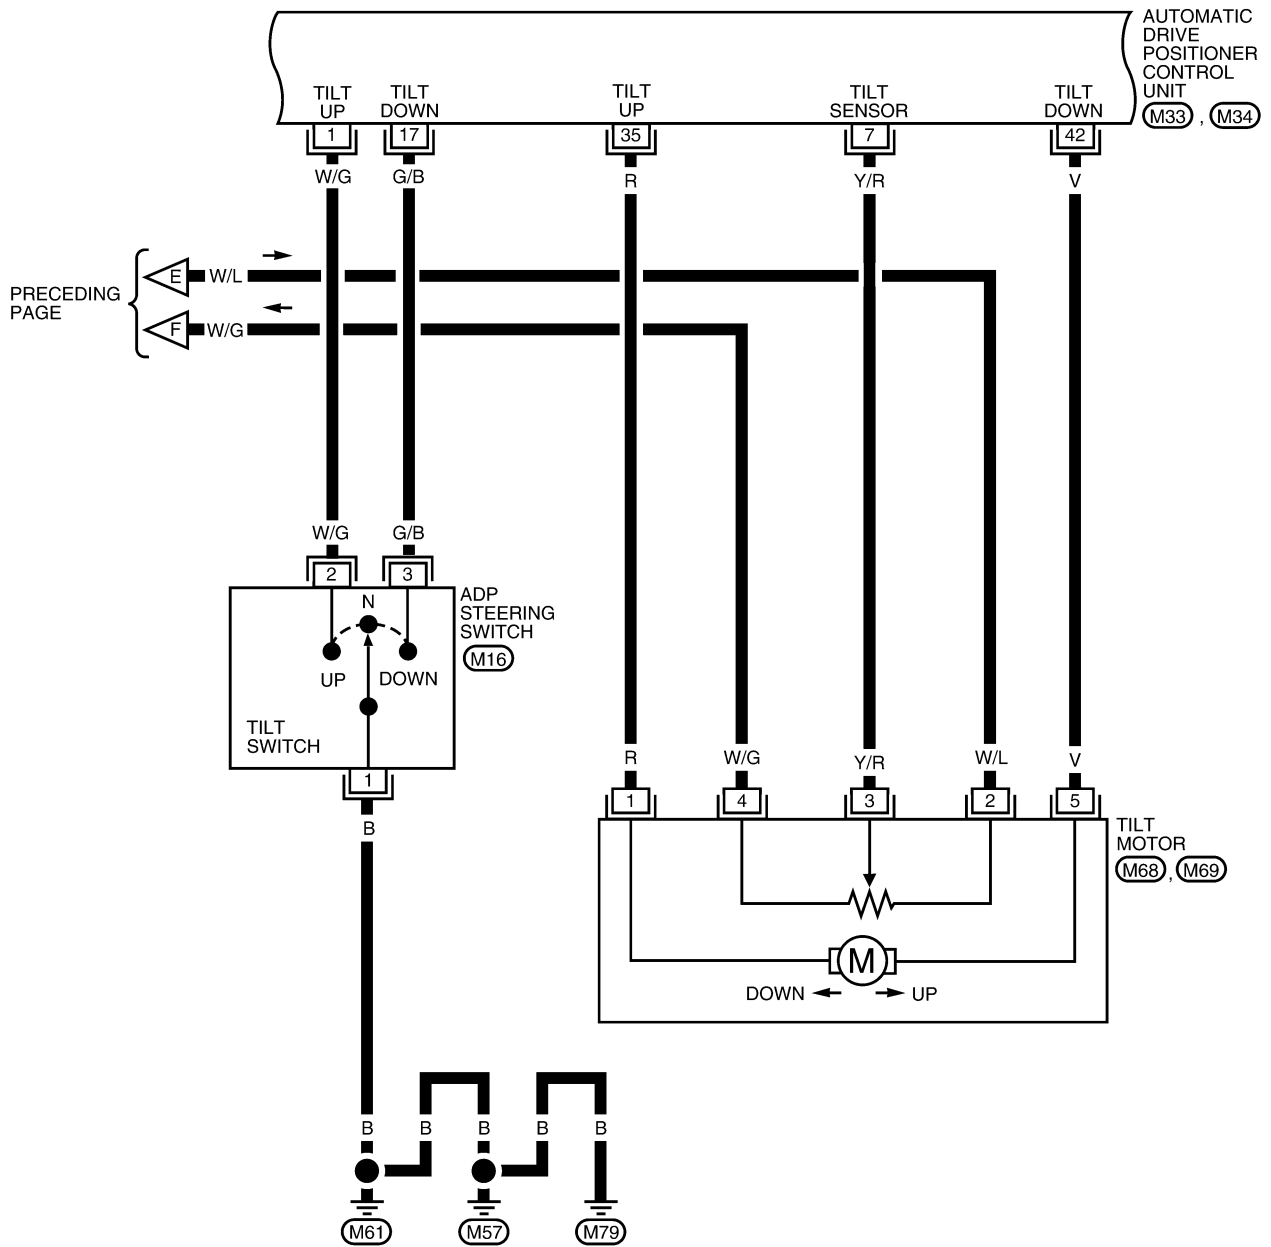 AUTOMATIC
DRIVE
POSITIONER
CONTROL
UNIT
M33 , M34
TILT UP
TILT DOWN
TILT UP
TILT SENSOR
TILT DOWN
1 17 35 7 42
W/G G/B R Y/R V
PRECEDING
PAGE
E W/L
F W/G
W/G G/B
2 3
ADP
STEERING
SWITCH
M16
N
UP DOWN
TILT
SWITCH
1
B
R W/G Y/R W/L V
1 4 3 2 5
TILT
MOTOR
M68 , M69
M
DOWN UP
B B B B B
M61 M57 M79